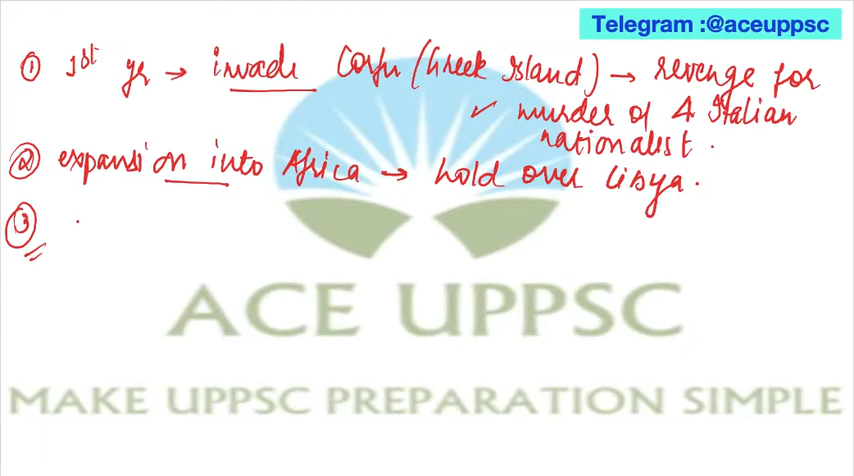 Telegram :@aceuppsc
① 1st yr → invade Corfu (Greek Island) → revenge for
✓ murder of 4 Italian
nationalist.
② expansion into Africa → hold over Libya.
③
ACE UPPSC
MAKE UPPSC PREPARATION SIMPLE